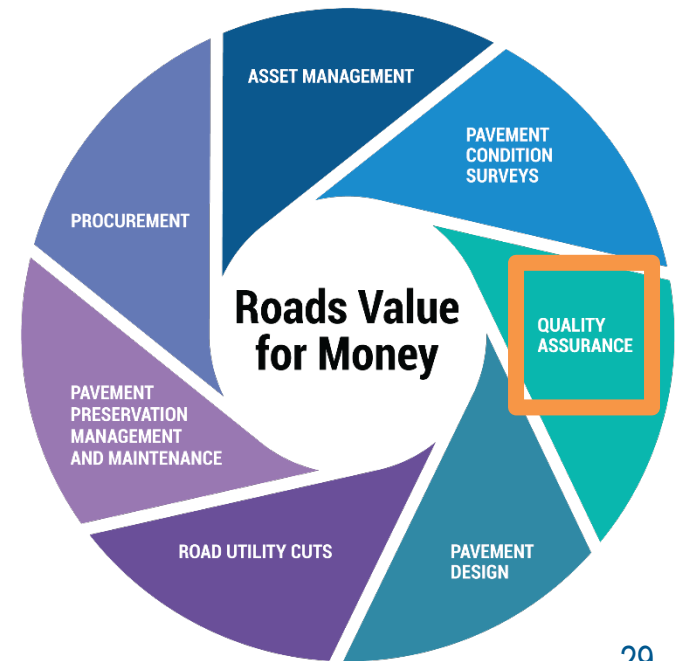 ASSET MANAGEMENT
PAVEMENT
CONDITION
SURVEYS
QUALITY
ASSURANCE
PAVEMENT
DESIGN
ROAD UTILITY CUTS
PAVEMENT
PRESERVATION
MANAGEMENT
AND MAINTENANCE
PROCUREMENT
Roads Value
for Money
29